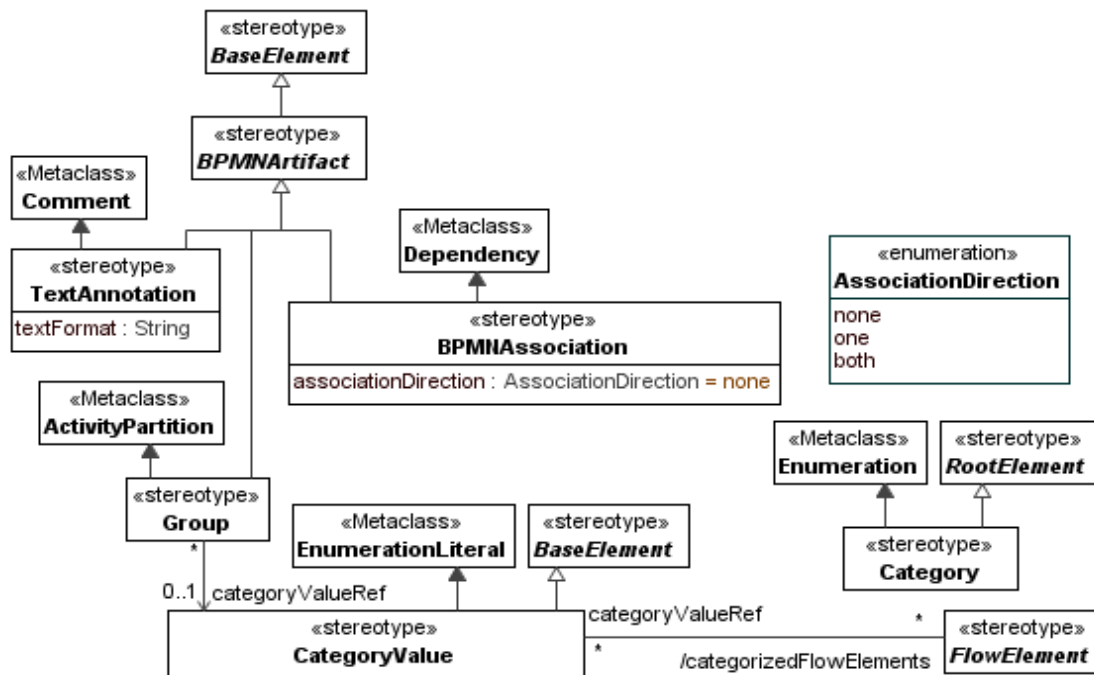 «stereotype»
BaseElement
«stereotype»
BPMNArtifact
«Metaclass»
Comment
«stereotype»
TextAnnotation
textFormat : String
«Metaclass»
Dependency
«stereotype»
BPMNAssociation
associationDirection : AssociationDirection = none
«enumeration»
AssociationDirection
none
one
both
«Metaclass»
ActivityPartition
«stereotype»
Group
*
0..1 categoryValueRef
«Metaclass»
EnumerationLiteral
«stereotype»
BaseElement
«Metaclass»
Enumeration
«stereotype»
RootElement
«stereotype»
Category
«stereotype»
CategoryValue
categoryValueRef *
* /categorizedFlowElements
«stereotype»
FlowElement